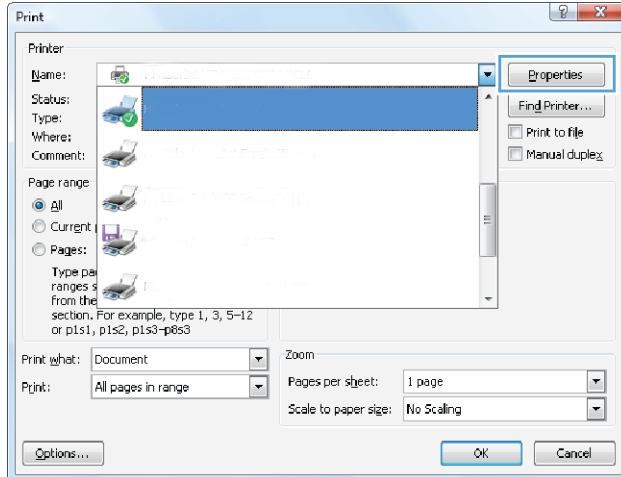 Print
Printer
Name:
Properties
Status:
Type:
Find Printer...
Where:
Print to file
Comment:
Manual duplex
Page range
All
Current
Pages:
Type
ranges
from the
section. For example, type 1, 3, 5–12
or p1s1, p1s2, p1s3–p8s3
Print what: Document
Print: All pages in range
Zoom
Pages per sheet: 1 page
Scale to paper size: No Scaling
Options...
OK
Cancel